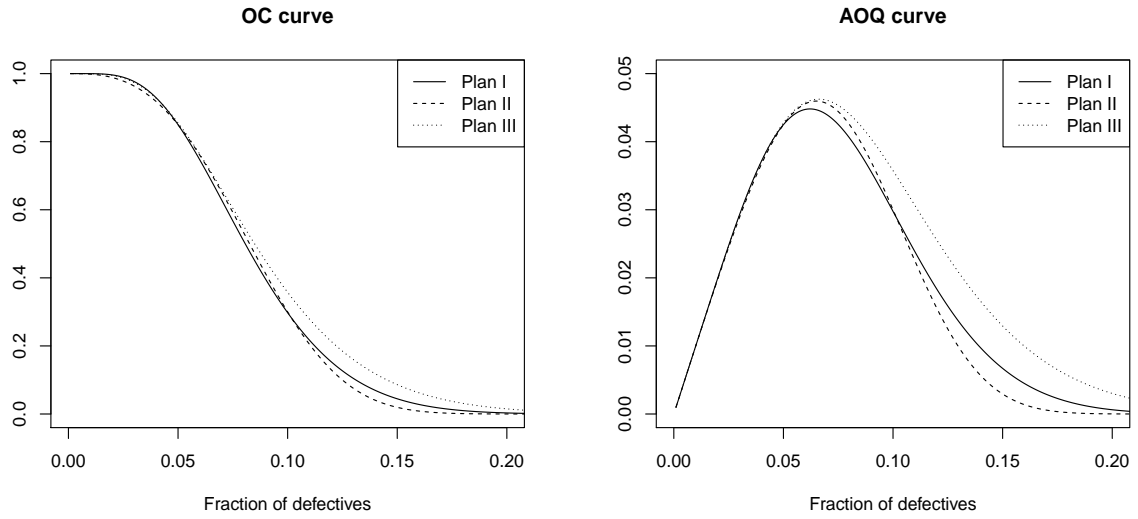 OC curve
1.0
0.8
0.6
0.4
0.2
0.0
Plan I
Plan II
Plan III
0.00 0.05 0.10 0.15 0.20
Fraction of defectives
AOQ curve
0.05
0.04
0.03
0.02
0.01
0.00
Plan I
Plan II
Plan III
0.00 0.05 0.10 0.15 0.20
Fraction of defectives